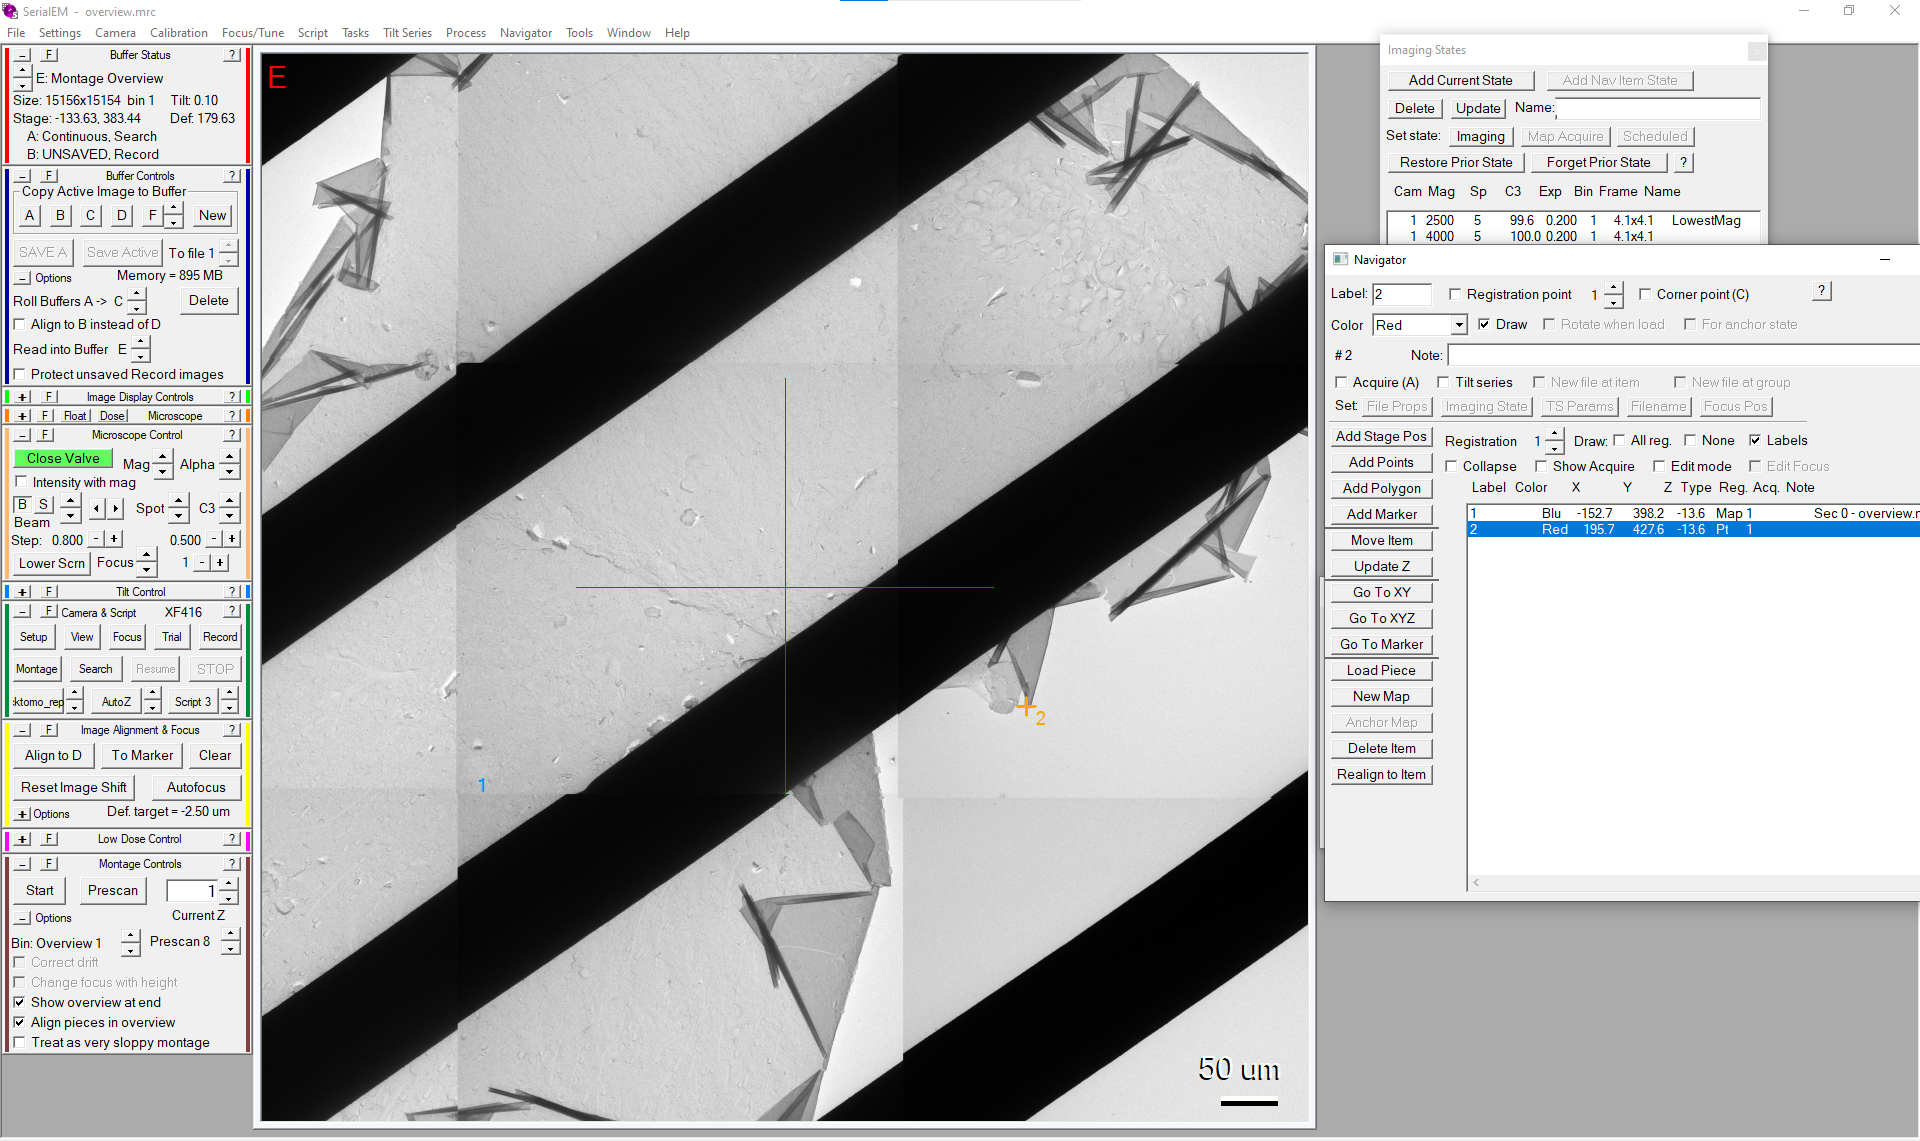 SerialEM - overview.mrc
File Settings Camera Calibration Focus/Tune Script Tasks Tilt Series Process Navigator Tools Window Help
- F Buffer Status ?
E: Montage Overview
Size: 15156x15154 bin 1 Tilt: 0.10
Stage: -133.63, 383.44 Def: 179.63
A: Continuous, Search
B: UNSAVED, Record
- F Buffer Controls ?
Copy Active Image to Buffer
A B C D F New
SAVE A Save Active To file 1
- Options Memory = 895 MB
Roll Buffers A -> C Delete
Align to B instead of D
Read into Buffer E
Protect unsaved Record images
+ F Image Display Controls ?
+ F Float Dose Microscope ?
- F Microscope Control ?
Close Valve Mag Alpha
Intensity with mag
B S Spot C3
Beam
Step: 0.800 - + 0.500 - +
Lower Scrn Focus 1 - +
+ F Tilt Control ?
- F Camera & Script XF416 ?
Setup View Focus Trial Record
Montage Search Resume STOP
:ktomo_rep AutoZ Script 3
- F Image Alignment & Focus ?
Align to D To Marker Clear
Reset Image Shift Autofocus
+ Options Def. target = -2.50 um
+ F Low Dose Control ?
- F Montage Controls ?
Start Prescan 1
- Options Current Z
Bin: Overview 1 Prescan 8
Correct drift
Change focus with height
Show overview at end
Align pieces in overview
Treat as very sloppy montage
E
2
1
50 um
Imaging States
Add Current State Add Nav Item State
Delete Update Name:
Set state: Imaging Map Acquire Scheduled
Restore Prior State Forget Prior State ?
Cam Mag Sp C3 Exp Bin Frame Name
1 2500 5 99.6 0.200 1 4.1x4.1 LowestMag
1 4000 5 100.0 0.200 1 4.1x4.1
Navigator
Label: 2 Registration point 1 Corner point (C) ?
Color Red Draw Rotate when load For anchor state
# 2 Note:
Acquire (A) Tilt series New file at item New file at group
Set: File Props Imaging State TS Params Filename Focus Pos
Add Stage Pos Registration 1 Draw: All reg. None Labels
Add Points Collapse Show Acquire Edit mode Edit Focus
Add Polygon Label Color X Y Z Type Reg. Acq. Note
Add Marker 1 Blu -152.7 398.2 -13.6 Map 1 Sec 0 - overview.r
2 Red 195.7 427.6 -13.6 Pt 1
Move Item
Update Z
Go To XY
Go To XYZ
Go To Marker
Load Piece
New Map
Anchor Map
Delete Item
Realign to Item